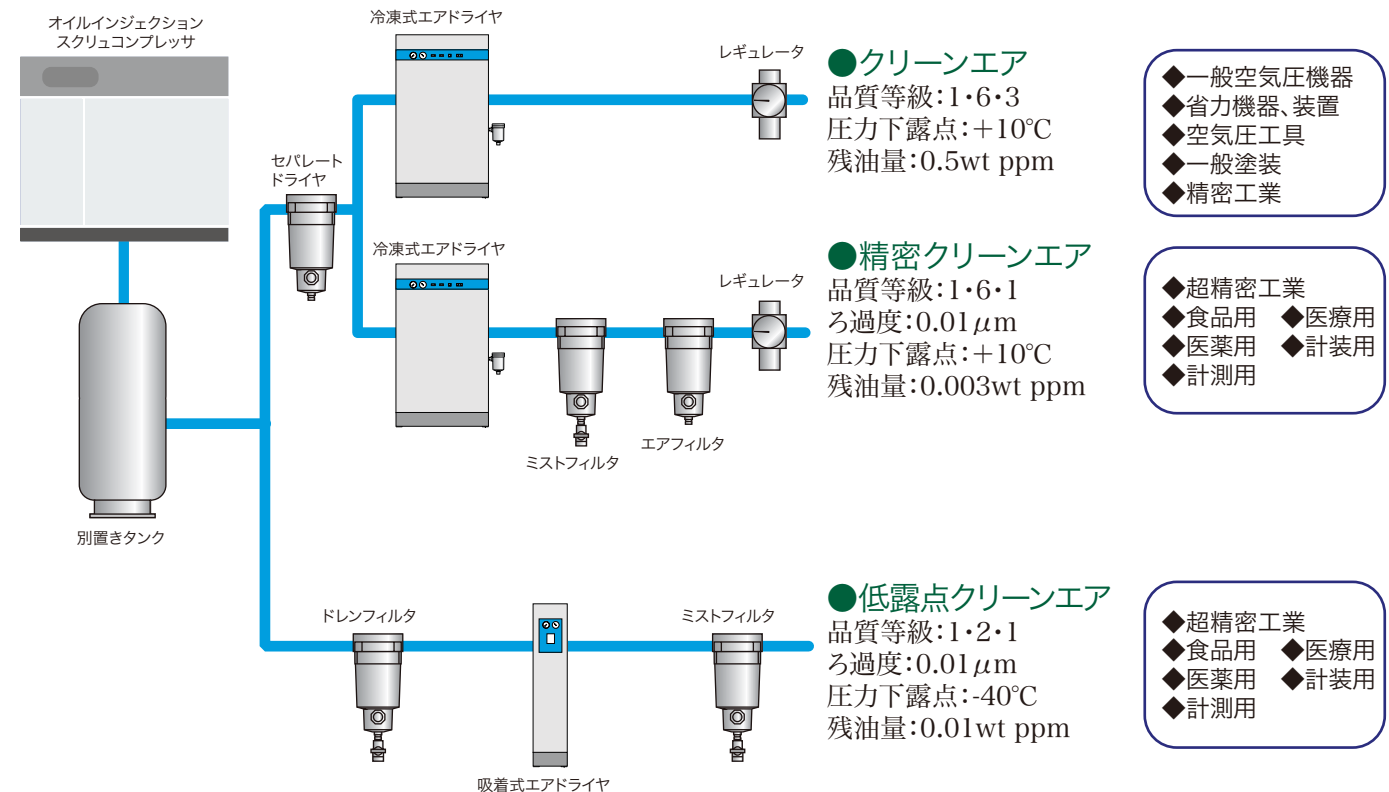 オイルインジェクション
スクリュコンプレッサ
別置きタンク
セパレート
ドライヤ
冷凍式エアドライヤ
レギュレータ
●クリーンエア
品質等級：1・6・3
圧力下露点：＋10℃
残油量：0.5wt ppm
◆一般空気圧機器
◆省力機器、装置
◆空気圧工具
◆一般塗装
◆精密工業
冷凍式エアドライヤ
ミストフィルタ
エアフィルタ
レギュレータ
●精密クリーンエア
品質等級：1・6・1
ろ過度：0.01μm
圧力下露点：＋10℃
残油量：0.003wt ppm
◆超精密工業
◆食品用　◆医療用
◆医薬用　◆計装用
◆計測用
ドレンフィルタ
吸着式エアドライヤ
ミストフィルタ
●低露点クリーンエア
品質等級：1・2・1
ろ過度：0.01μm
圧力下露点：-40℃
残油量：0.01wt ppm
◆超精密工業
◆食品用　◆医療用
◆医薬用　◆計装用
◆計測用